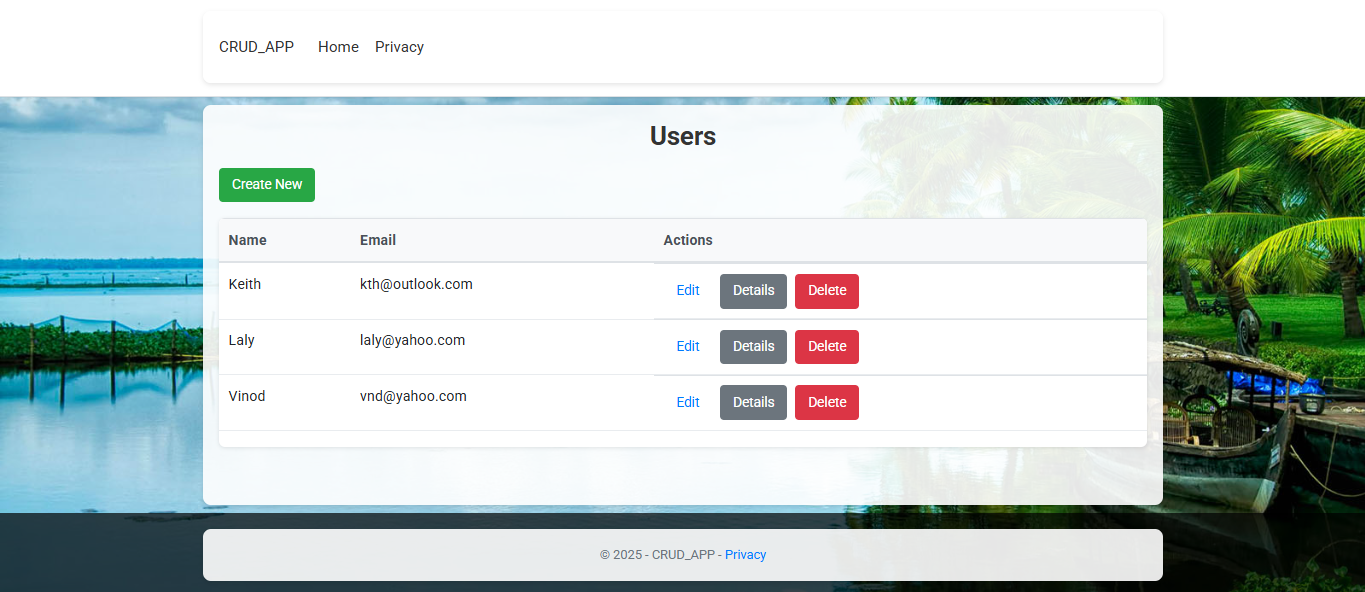 CRUD_APP Home Privacy
Users
Create New
Name Email Actions
Keith kth@outlook.com Edit Details Delete
Laly laly@yahoo.com Edit Details Delete
Vinod vnd@yahoo.com Edit Details Delete
© 2025 - CRUD_APP - Privacy